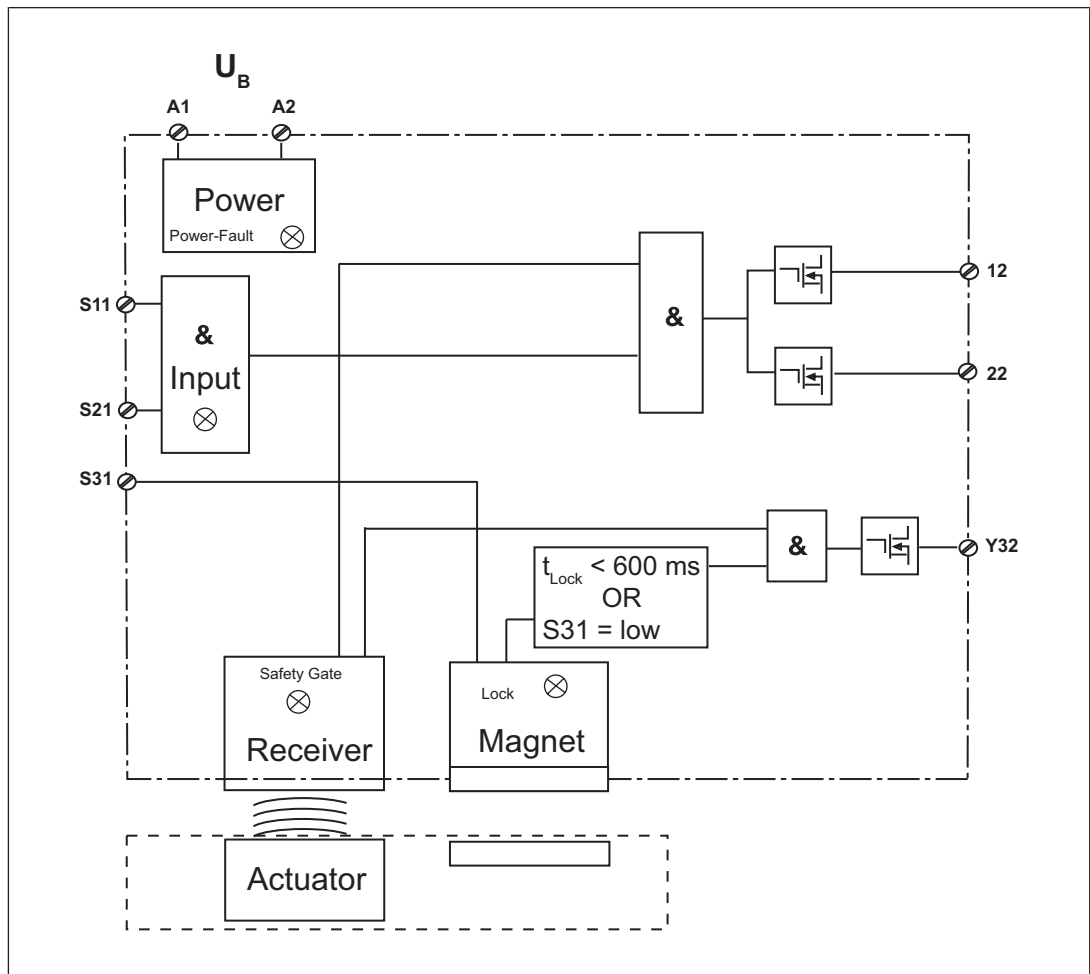 U_B
A1
A2
Power
Power-Fault
S11
&
Input
S21
S31
&
12
22
&
Y32
t_Lock < 600 ms
OR
S31 = low
Safety Gate
Receiver
Lock
Magnet
Actuator